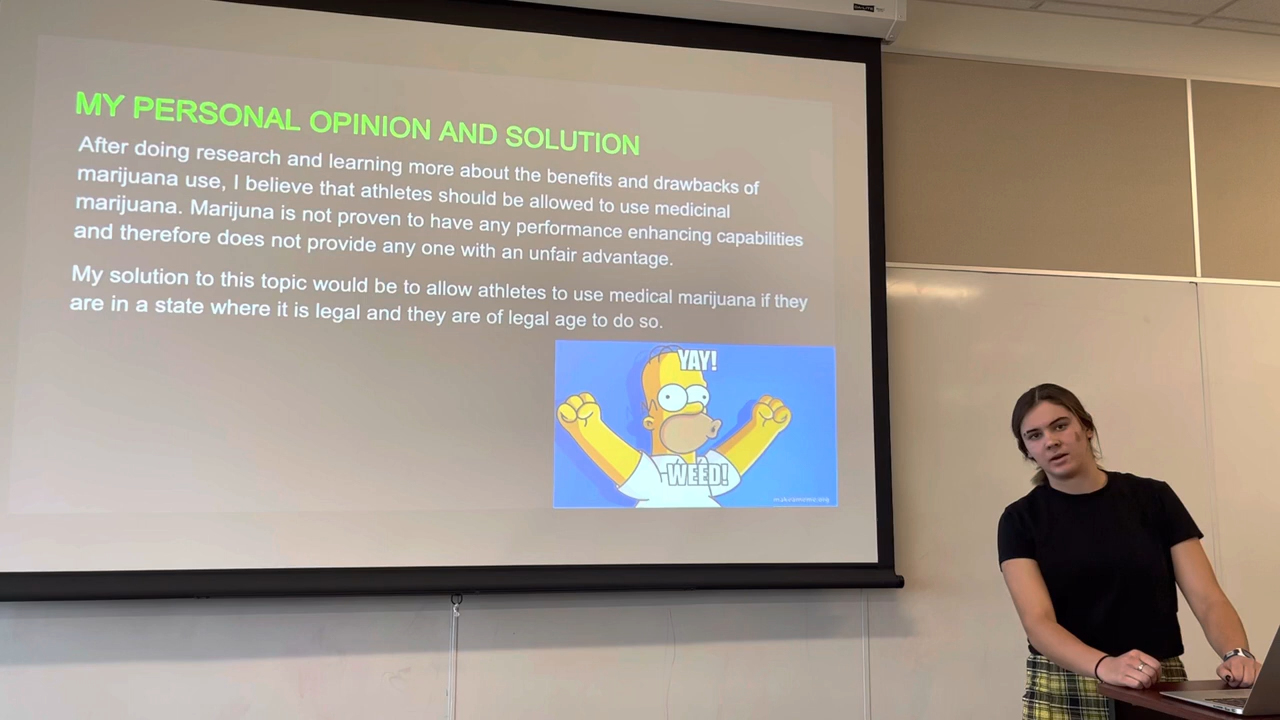 MY PERSONAL OPINION AND SOLUTION
After doing research and learning more about the benefits and drawbacks of
marijuana use, I believe that athletes should be allowed to use medicinal
marijuana. Marijuna is not proven to have any performance enhancing capabilities
and therefore does not provide any one with an unfair advantage.
My solution to this topic would be to allow athletes to use medical marijuana if they
are in a state where it is legal and they are of legal age to do so.
YAY!
WEED!